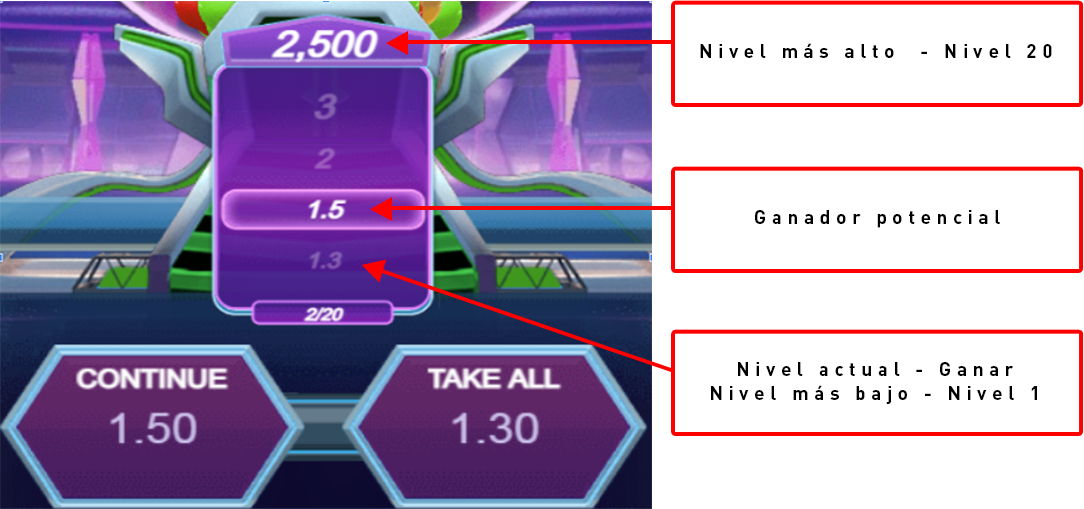 2,500
3
2
1.5
1.3
2/20
CONTINUE
1.50
TAKE ALL
1.30
Nivel más alto - Nivel 20
Ganador potencial
Nivel actual - Ganar
Nivel más bajo - Nivel 1